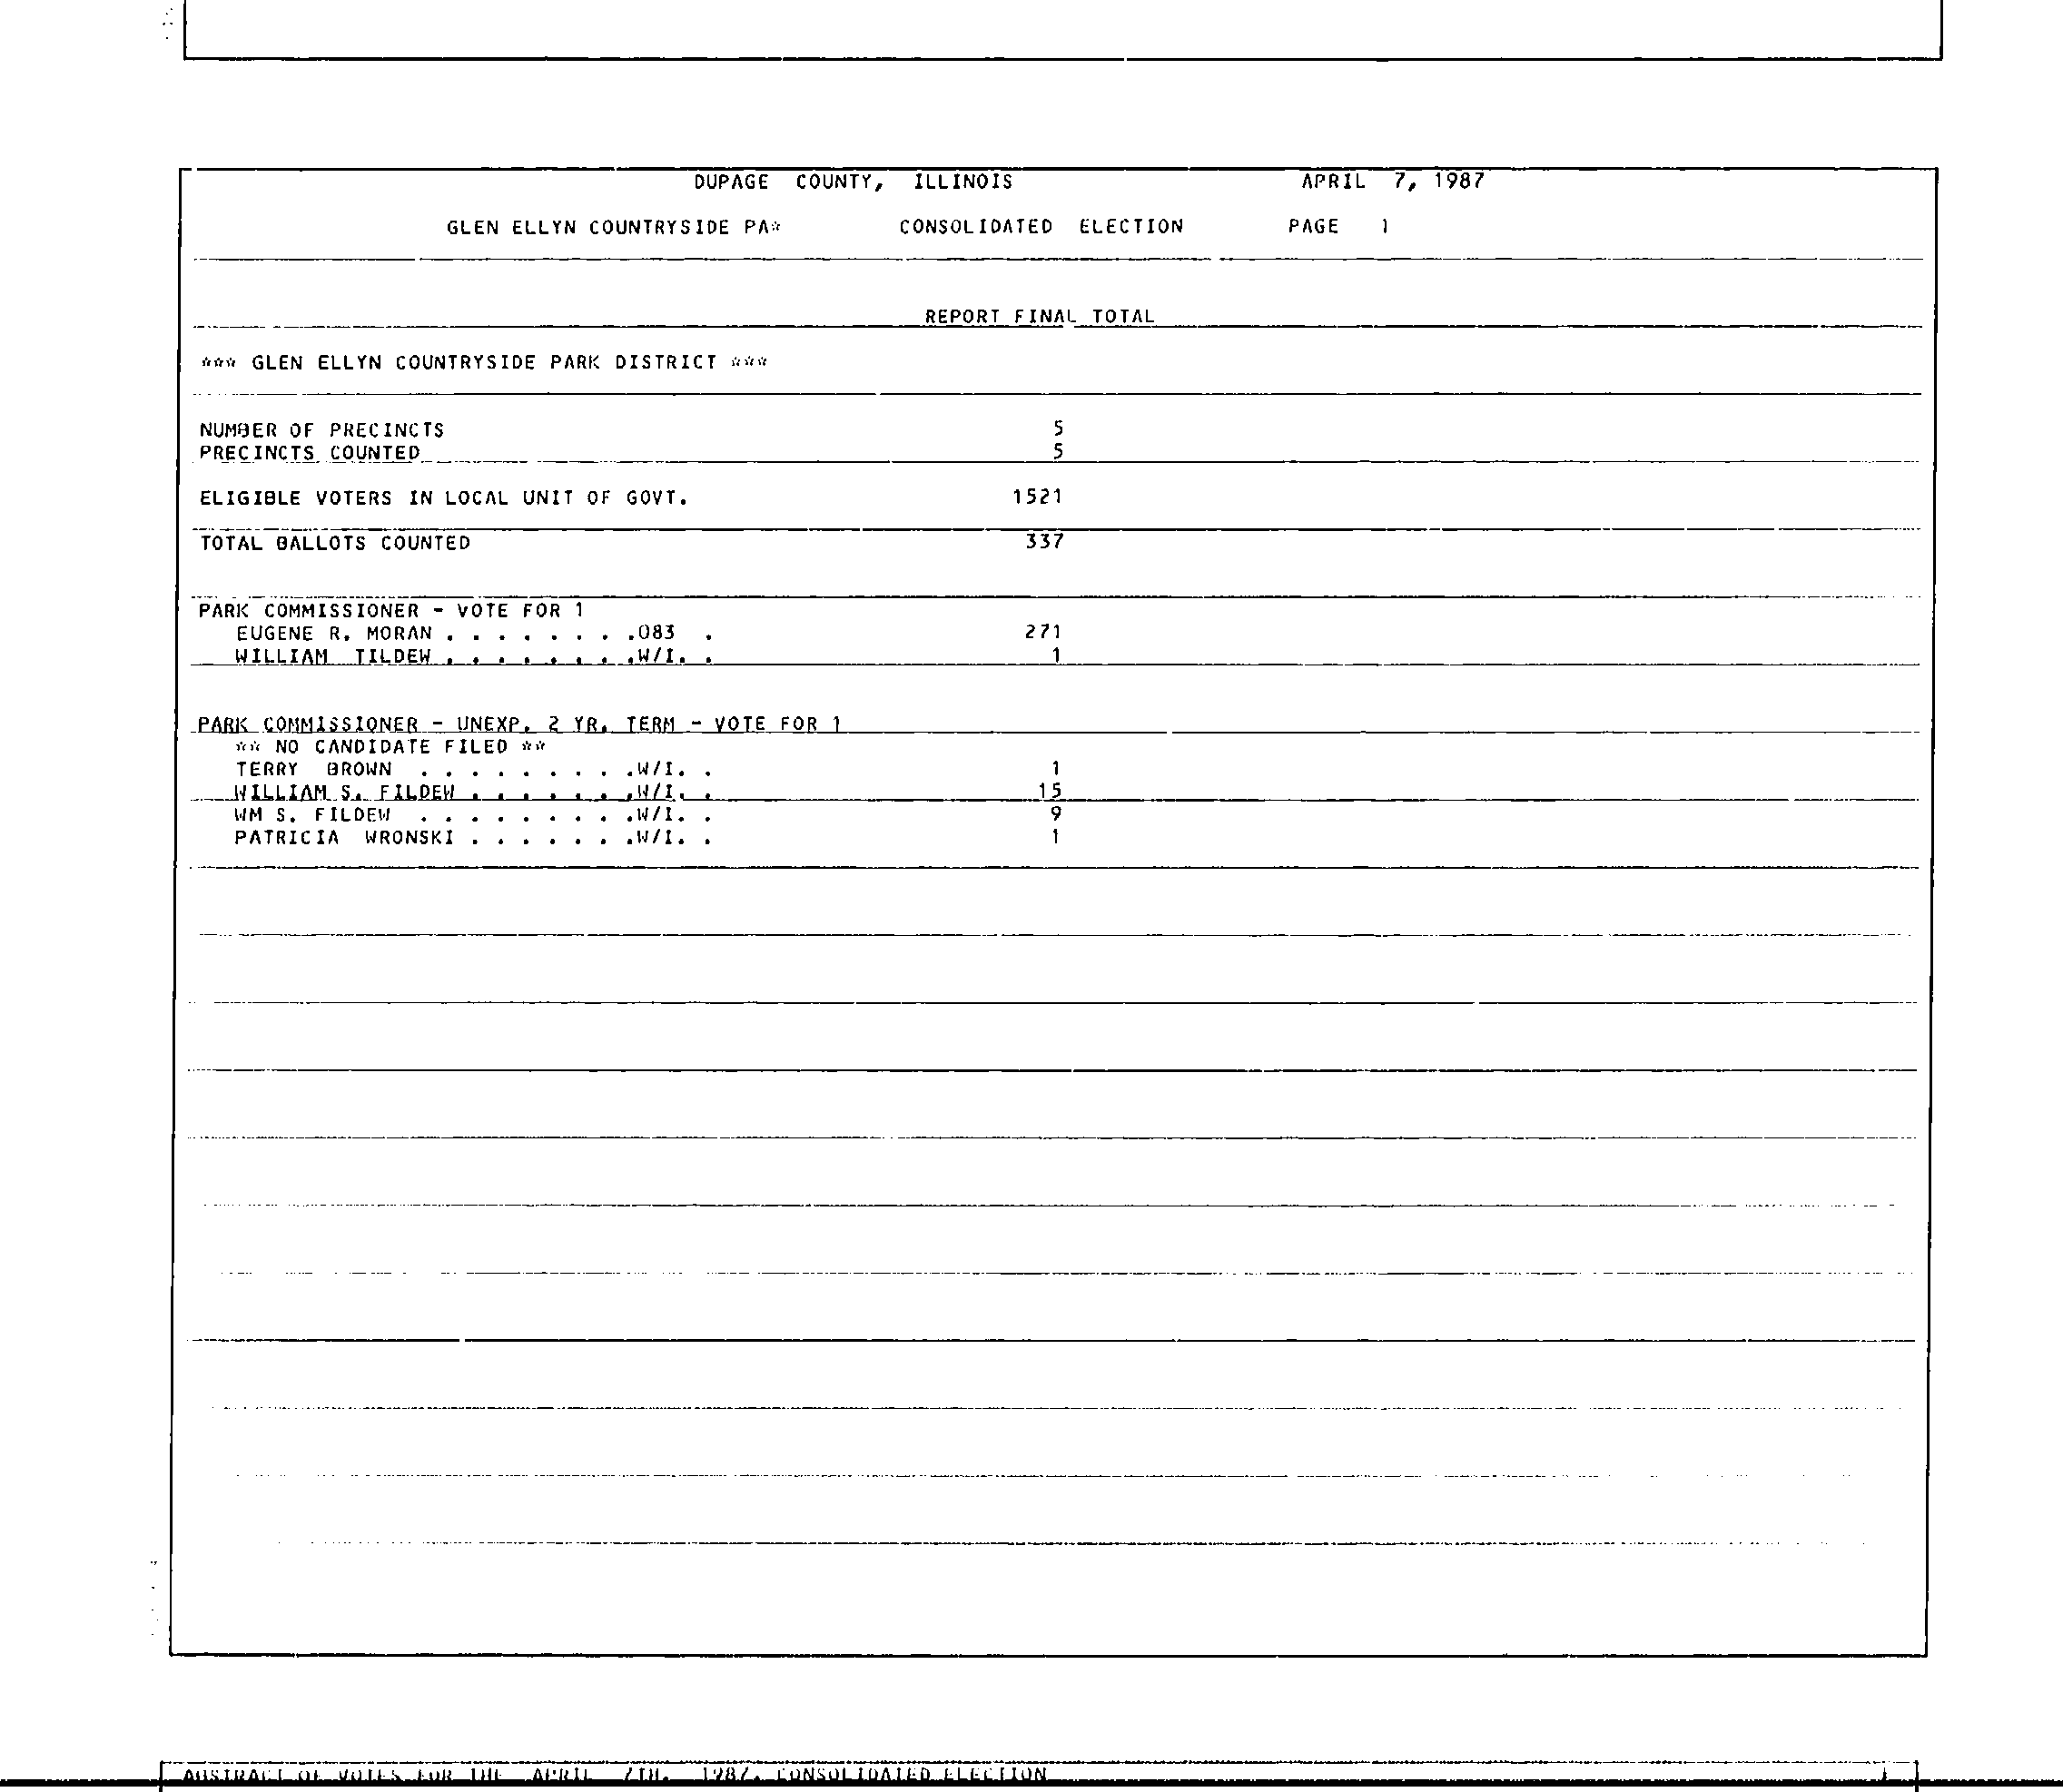 DUPAGE COUNTY, ILLINOIS APRIL 7, 1987
GLEN ELLYN COUNTRYSIDE PA* CONSOLIDATED ELECTION PAGE 1
REPORT FINAL TOTAL
*** GLEN ELLYN COUNTRYSIDE PARK DISTRICT ***
NUMBER OF PRECINCTS 5
PRECINCTS COUNTED 5
ELIGIBLE VOTERS IN LOCAL UNIT OF GOVT. 1521
TOTAL BALLOTS COUNTED 337
PARK COMMISSIONER - VOTE FOR 1
EUGENE R. MORAN . . . . . . . .083 . 271
WILLIAM TILDEW . . . . . . . .W/I. . 1
PARK COMMISSIONER - UNEXP. 2 YR. TERM - VOTE FOR 1
** NO CANDIDATE FILED **
TERRY BROWN . . . . . . . . .W/I. . 1
WILLIAM S. FILDEW . . . . . . .W/I. . 15
WM S. FILDEW . . . . . . . . .W/I. . 9
PATRICIA WRONSKI . . . . . . .W/I. . 1
ABSTRACT OF VOTES FOR THE APRIL 7TH, 1987, CONSOLIDATED ELECTION